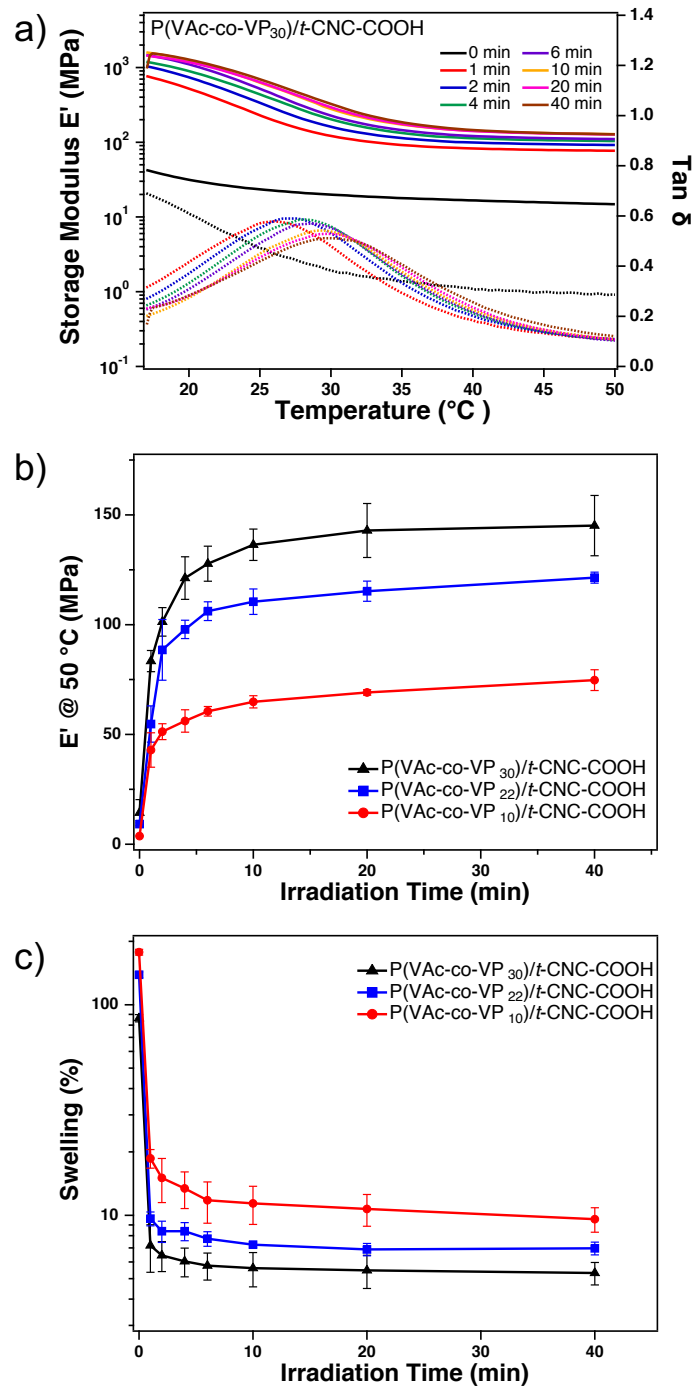 a)
P(VAc-co-VP30)/t-CNC-COOH
0 min
1 min
2 min
4 min
6 min
10 min
20 min
40 min
Storage Modulus E' (MPa)
10^3
10^2
10^1
10^0
10^-1
1.4
1.2
1.0
0.8
0.6
0.4
0.2
0.0
Tan δ
20
25
30
35
40
45
50
Temperature (°C )
b)
E' @ 50 °C (MPa)
150
100
50
0
P(VAc-co-VP 30)/t-CNC-COOH
P(VAc-co-VP 22)/t-CNC-COOH
P(VAc-co-VP 10)/t-CNC-COOH
0
10
20
30
40
Irradiation Time (min)
c)
Swelling (%)
100
10
P(VAc-co-VP 30)/t-CNC-COOH
P(VAc-co-VP 22)/t-CNC-COOH
P(VAc-co-VP 10)/t-CNC-COOH
0
10
20
30
40
Irradiation Time (min)